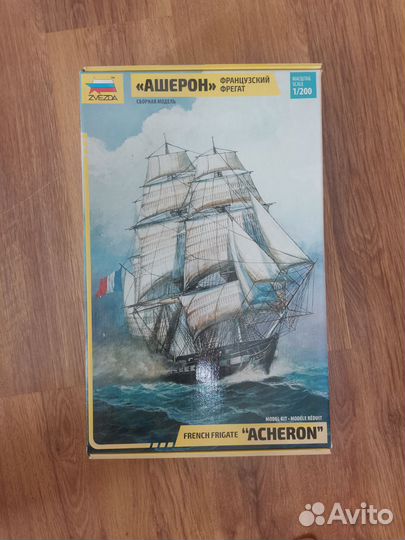 ZVEZDA
«АШЕРОН» ФРАНЦУЗСКИЙ ФРЕГАТ
СБОРНАЯ МОДЕЛЬ
МАСШТАБ
SCALE
1/200
MODEL KIT • MODÈLE RÉDUIT
FRENCH FRIGATE "ACHERON"
Avito